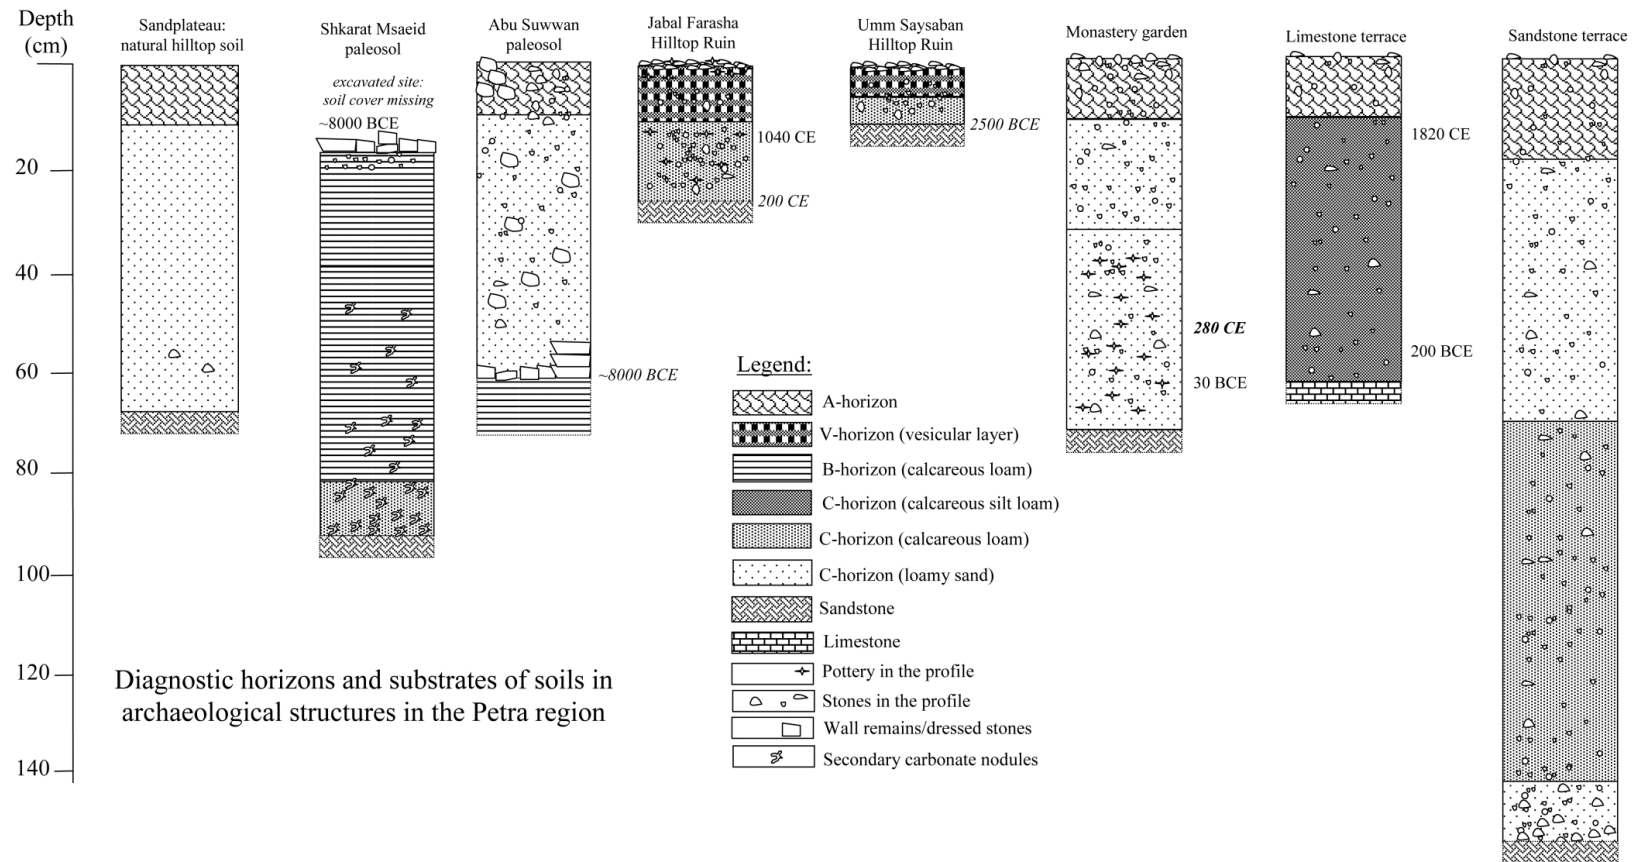 Depth
(cm)
20
40
60
80
100
120
140
Sandplateau:
natural hilltop soil
Shkarat Msaeid
paleosol
excavated site:
soil cover missing
~8000 BCE
Abu Suwwan
paleosol
~8000 BCE
Jabal Farasha
Hilltop Ruin
1040 CE
200 CE
Umm Saysaban
Hilltop Ruin
2500 BCE
Monastery garden
280 CE
30 BCE
Limestone terrace
1820 CE
200 BCE
Sandstone terrace
Legend:
A-horizon
V-horizon (vesicular layer)
B-horizon (calcareous loam)
C-horizon (calcareous silt loam)
C-horizon (calcareous loam)
C-horizon (loamy sand)
Sandstone
Limestone
Pottery in the profile
Stones in the profile
Wall remains/dressed stones
Secondary carbonate nodules
Diagnostic horizons and substrates of soils in
archaeological structures in the Petra region